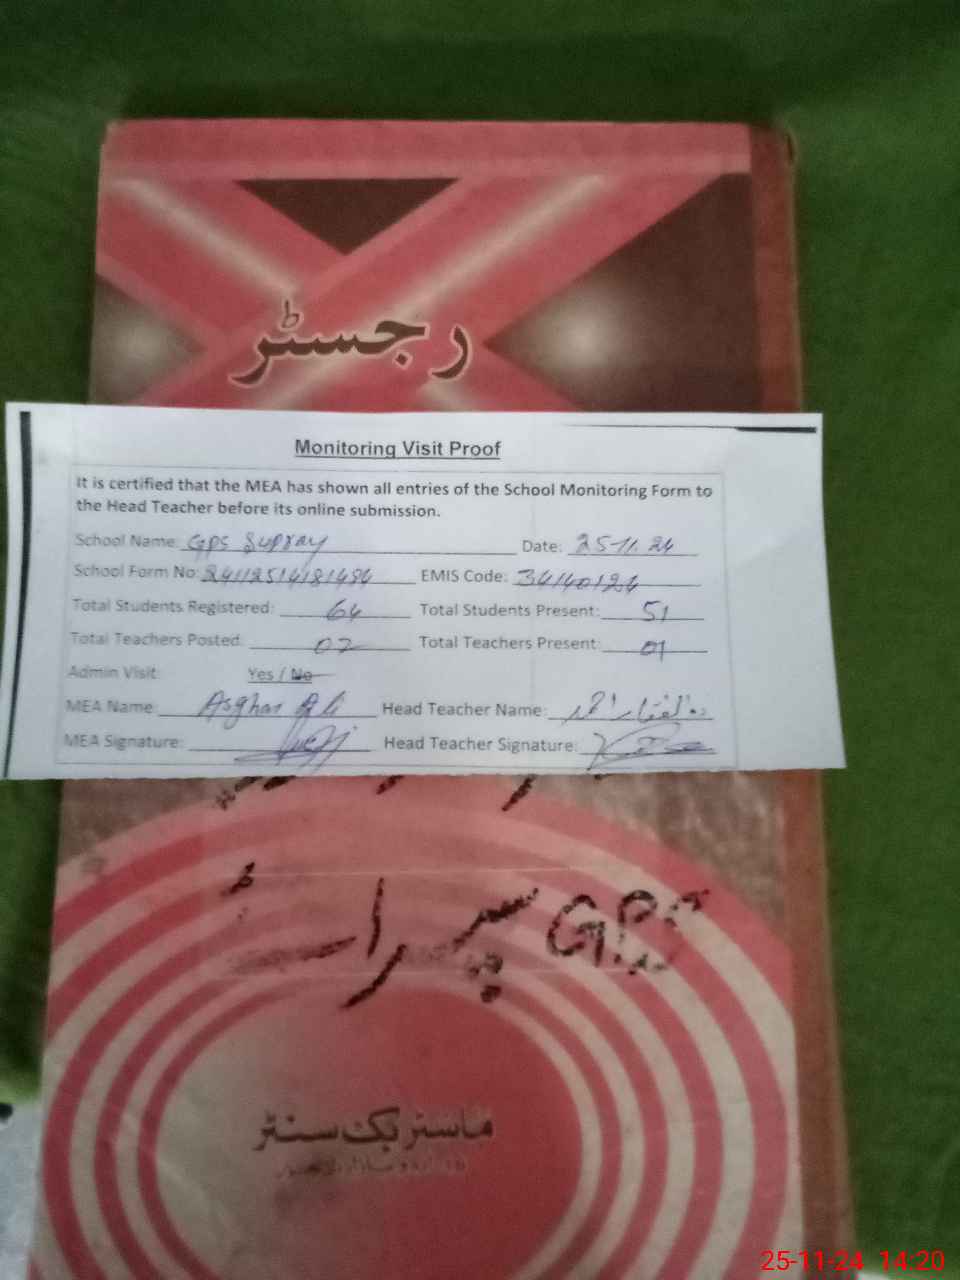 رجسٹر
Monitoring Visit Proof
It is certified that the MEA has shown all entries of the School Monitoring Form to
the Head Teacher before its online submission.
School Name: GPS Supray Date: 25-11-24
School Form No: 24112514181484 EMIS Code: 34140124
Total Students Registered: 64 Total Students Present: 51
Total Teachers Posted: 02 Total Teachers Present: 01
Admin Visit: Yes / No
MEA Name: Asghar Ali Head Teacher Name: ذوالفقار احمد
MEA Signature: Head Teacher Signature:
GPS سپرائے
ماسٹر بک سنٹر
25-11-24 14:20